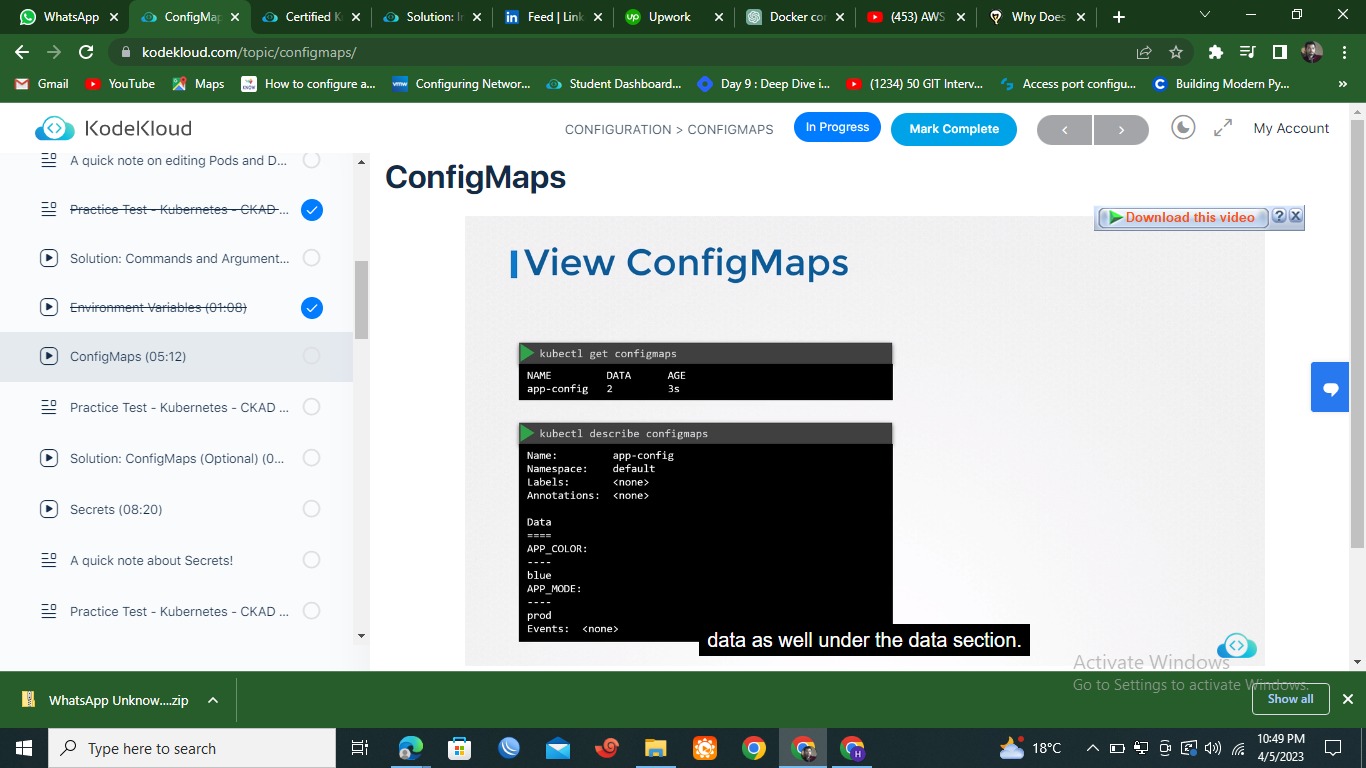 WhatsApp
ConfigMap
Certified K
Solution: I
Feed | Link
Upwork
Docker co
(453) AWS
Why Does
kodekloud.com/topic/configmaps/
Gmail
YouTube
Maps
How to configure a...
Configuring Networ...
Student Dashboard...
Day 9 : Deep Dive i...
(1234) 50 GIT Interv...
Access port configu...
Building Modern Py...
»
KodeKloud
CONFIGURATION > CONFIGMAPS
In Progress
Mark Complete
<
>
My Account
A quick note on editing Pods and D...
Practice Test - Kubernetes - CKAD ...
Solution: Commands and Argument...
Environment Variables (01:08)
ConfigMaps (05:12)
Practice Test - Kubernetes - CKAD ...
Solution: ConfigMaps (Optional) (0...
Secrets (08:20)
A quick note about Secrets!
Practice Test - Kubernetes - CKAD ...
ConfigMaps
Download this video
?
X
View ConfigMaps
kubectl get configmaps
NAME DATA AGE
app-config 2 3s
kubectl describe configmaps
Name: app-config
Namespace: default
Labels: <none>
Annotations: <none>
Data
====
APP_COLOR:
----
blue
APP_MODE:
----
prod
Events: <none>
data as well under the data section.
Activate Windows
Go to Settings to activate Windows.
WhatsApp Unknow....zip
Show all
Type here to search
18°C
10:49 PM
4/5/2023